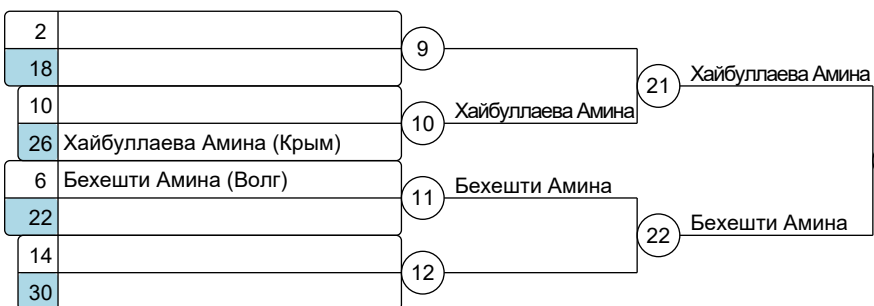 2
9
18
21 Хайбуллаева Амина
10
10 Хайбуллаева Амина
26 Хайбуллаева Амина (Крым)
6 Бехешти Амина (Волг)
11 Бехешти Амина
22
22 Бехешти Амина
14
12
30